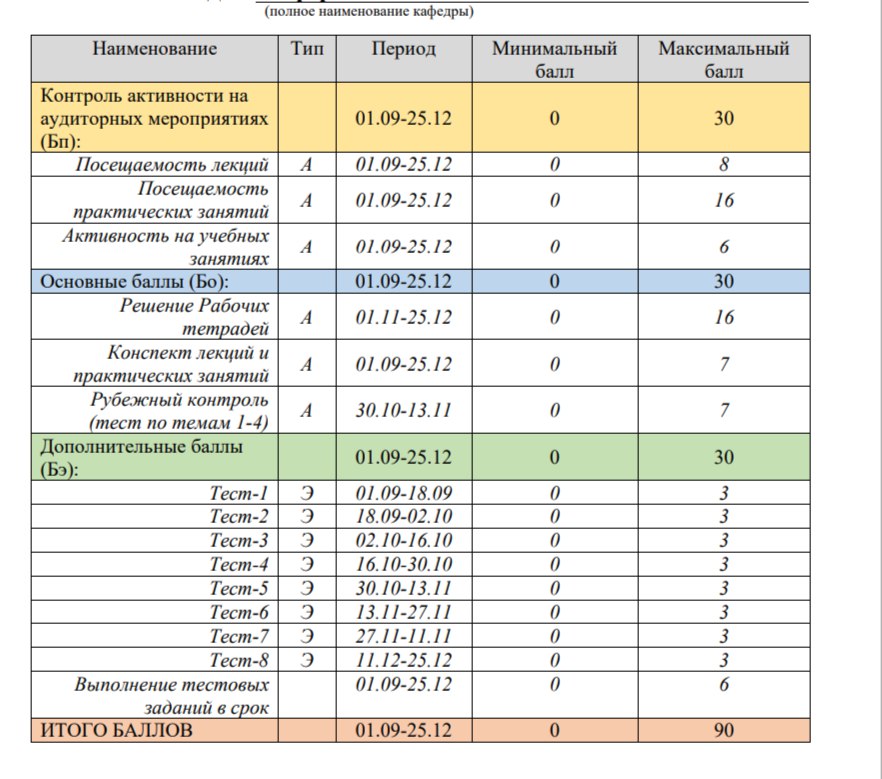 (полное наименование кафедры)
Наименование Тип Период Минимальный балл Максимальный балл
Контроль активности на аудиторных мероприятиях (Бп): 01.09-25.12 0 30
Посещаемость лекций А 01.09-25.12 0 8
Посещаемость практических занятий А 01.09-25.12 0 16
Активность на учебных занятиях А 01.09-25.12 0 6
Основные баллы (Бо): 01.09-25.12 0 30
Решение Рабочих тетрадей А 01.11-25.12 0 16
Конспект лекций и практических занятий А 01.09-25.12 0 7
Рубежный контроль (тест по темам 1-4) А 30.10-13.11 0 7
Дополнительные баллы (Бэ): 01.09-25.12 0 30
Тест-1 Э 01.09-18.09 0 3
Тест-2 Э 18.09-02.10 0 3
Тест-3 Э 02.10-16.10 0 3
Тест-4 Э 16.10-30.10 0 3
Тест-5 Э 30.10-13.11 0 3
Тест-6 Э 13.11-27.11 0 3
Тест-7 Э 27.11-11.11 0 3
Тест-8 Э 11.12-25.12 0 3
Выполнение тестовых заданий в срок 01.09-25.12 0 6
ИТОГО БАЛЛОВ 01.09-25.12 0 90